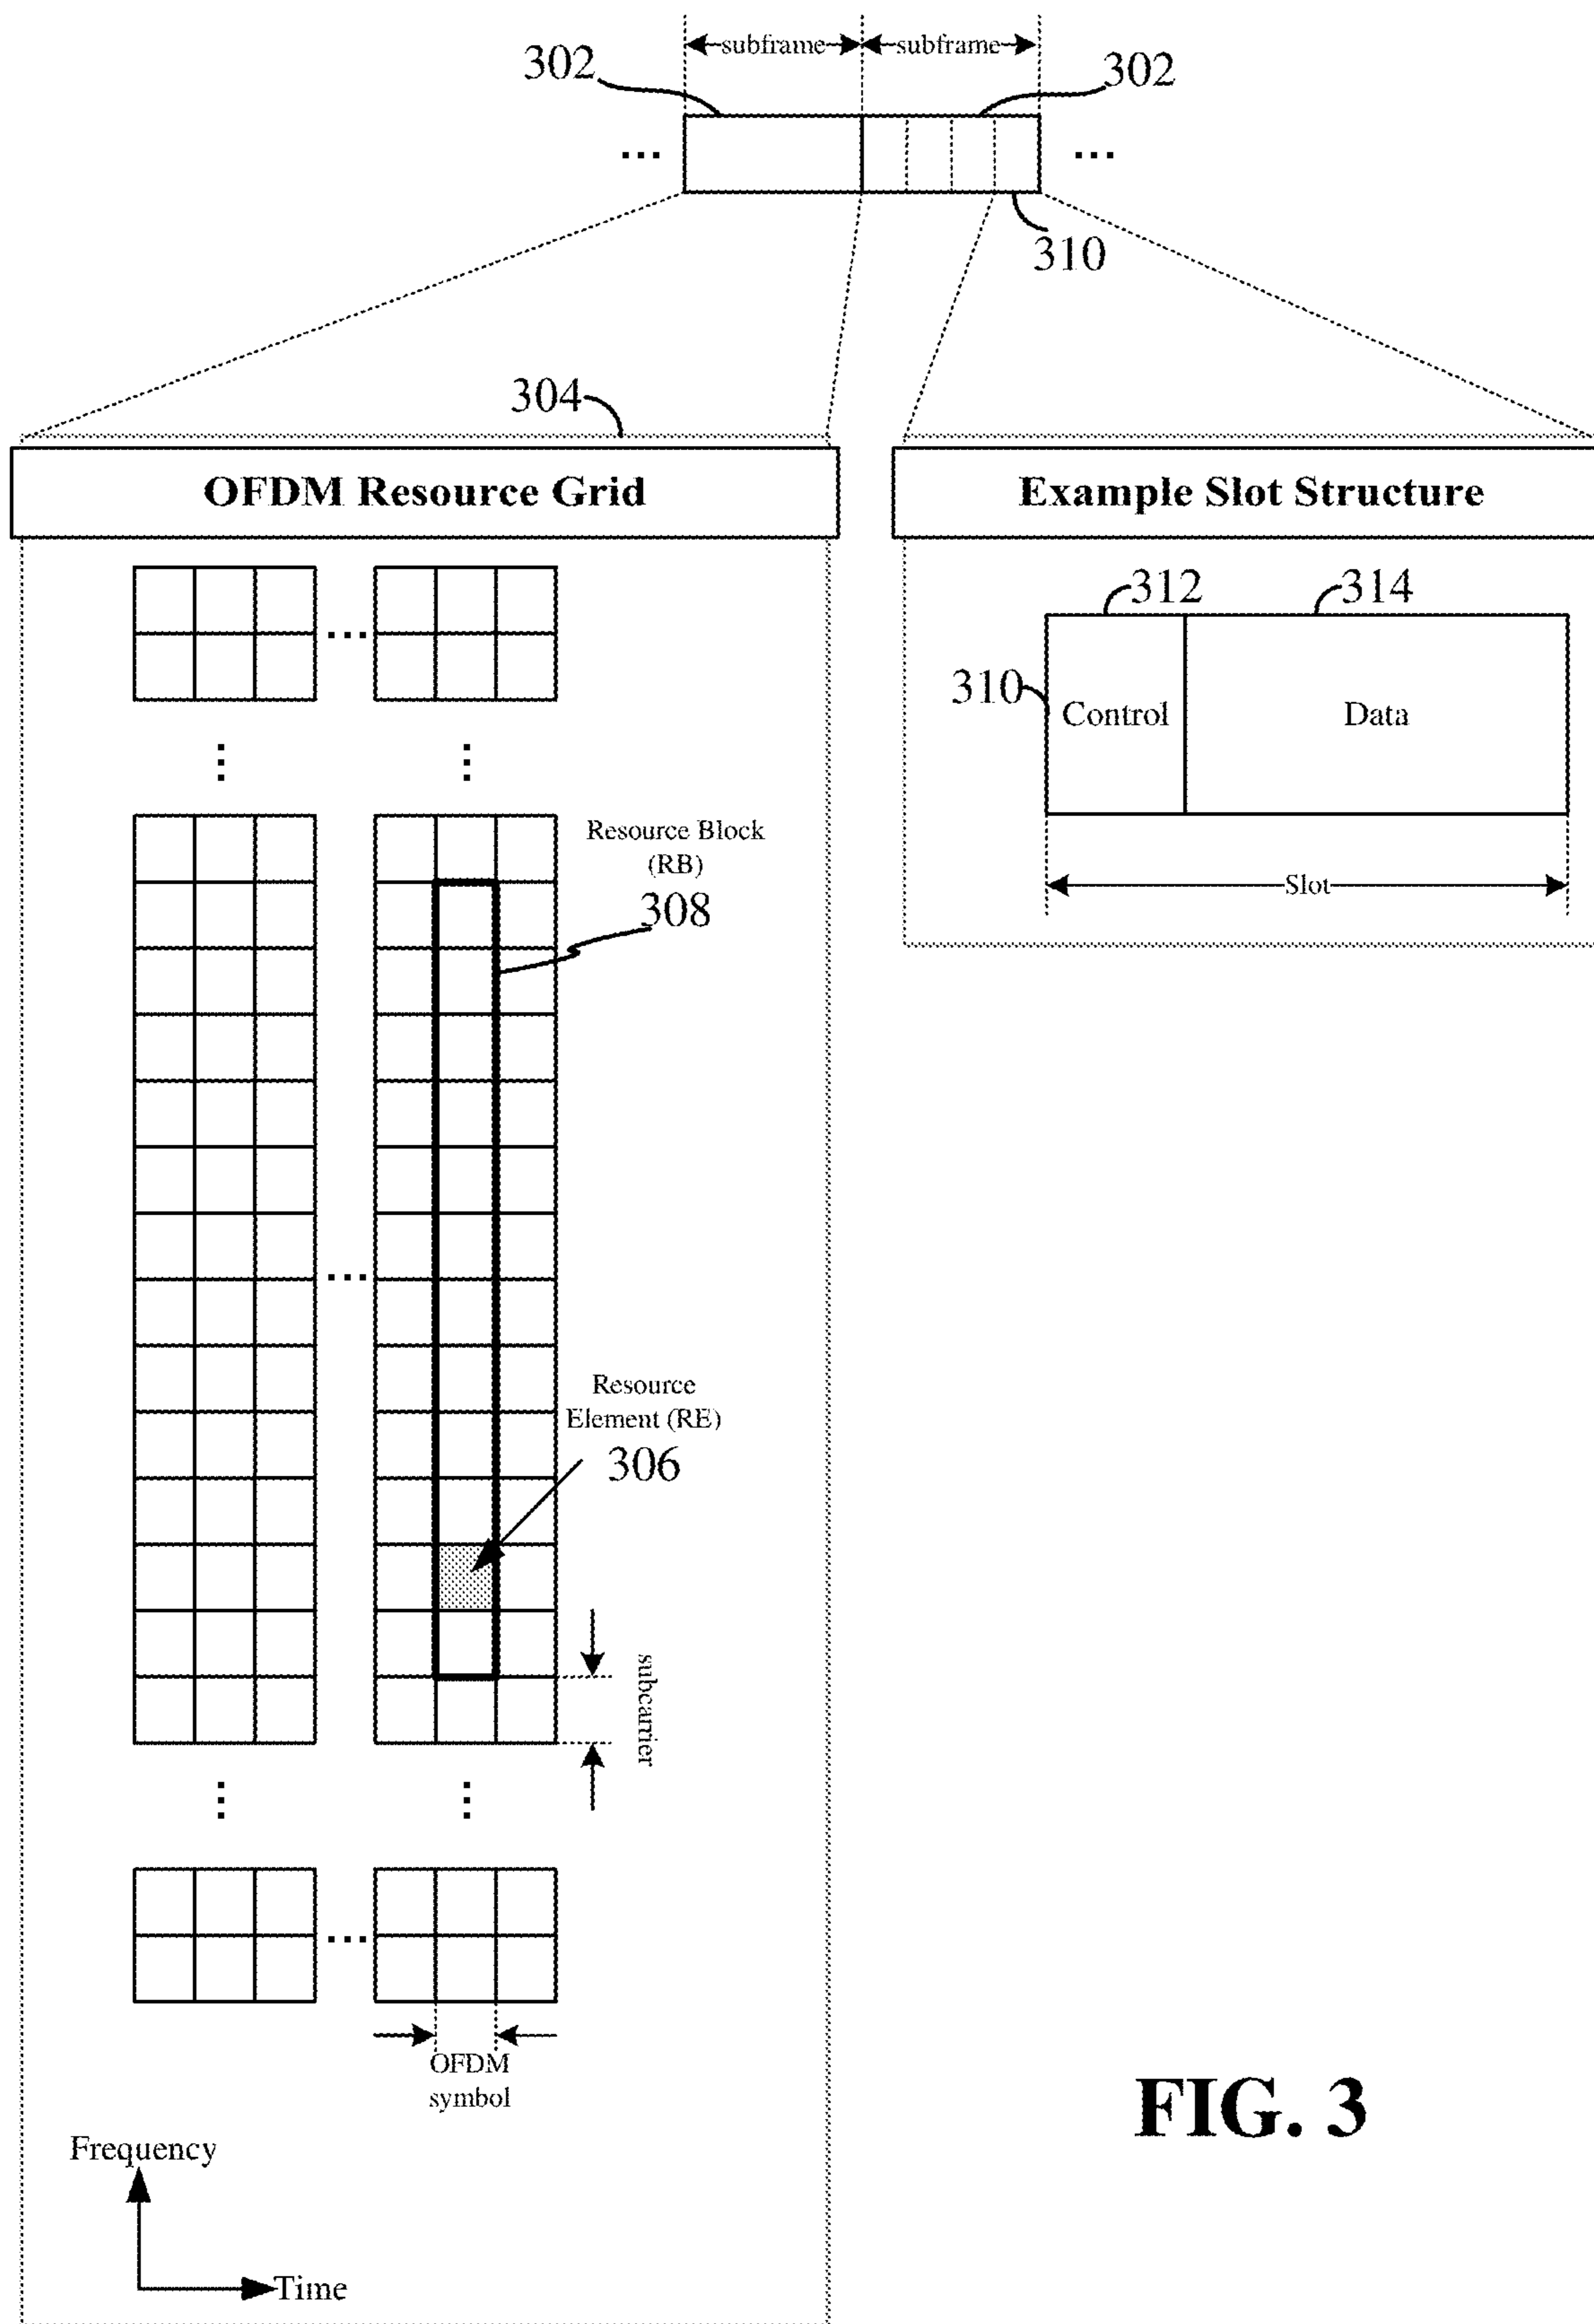 subframe subframe
302 302
... ...
310
304
OFDM Resource Grid
Example Slot Structure
312 314
310
Control Data
Slot
Resource Block
(RB)
308
Resource
Element (RE)
306
subcarrier
OFDM
symbol
Frequency
Time
FIG. 3